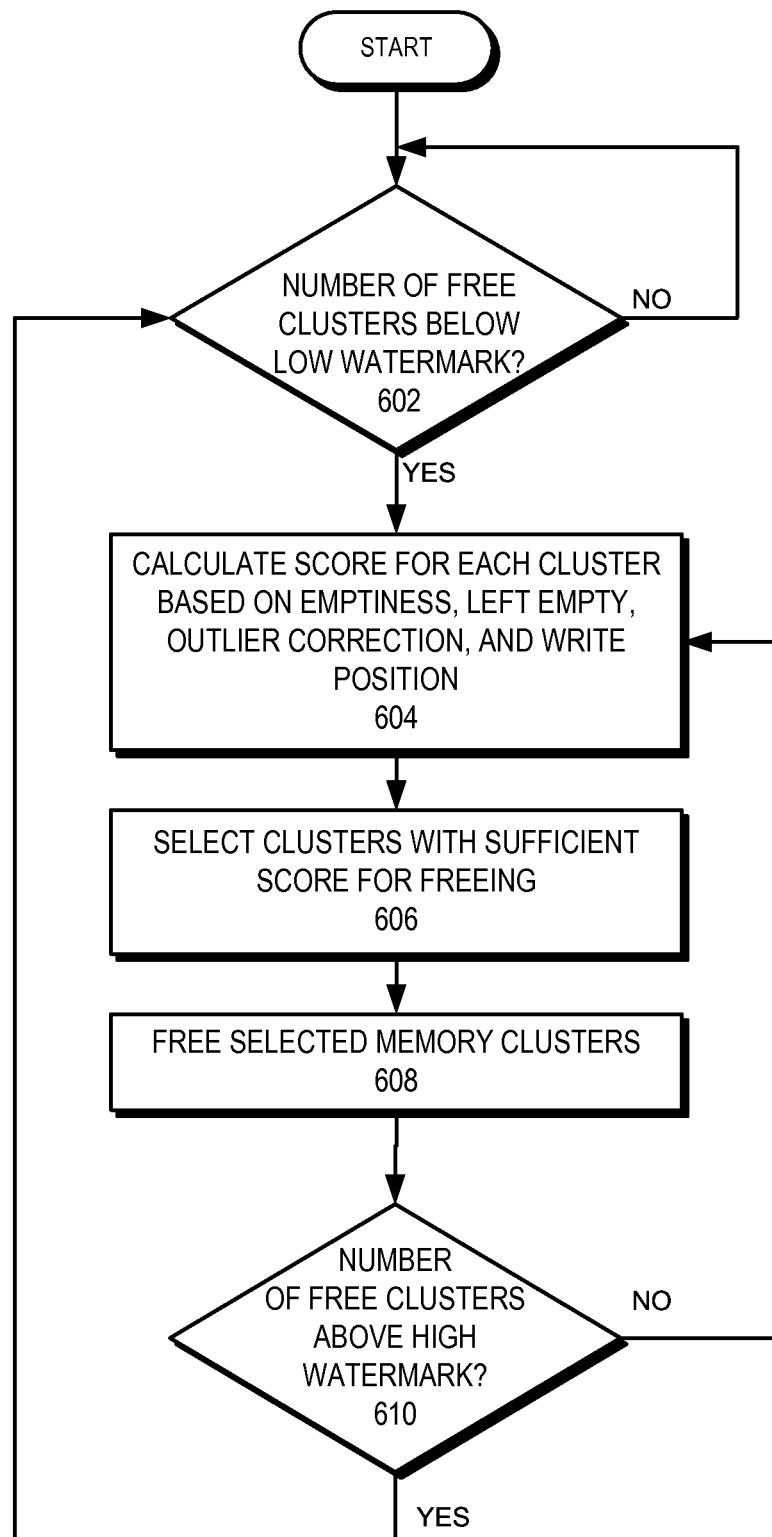 START
NUMBER OF FREE
CLUSTERS BELOW
LOW WATERMARK?
602
NO
YES
CALCULATE SCORE FOR EACH CLUSTER
BASED ON EMPTINESS, LEFT EMPTY,
OUTLIER CORRECTION, AND WRITE
POSITION
604
SELECT CLUSTERS WITH SUFFICIENT
SCORE FOR FREEING
606
FREE SELECTED MEMORY CLUSTERS
608
NUMBER
OF FREE CLUSTERS
ABOVE HIGH
WATERMARK?
610
NO
YES